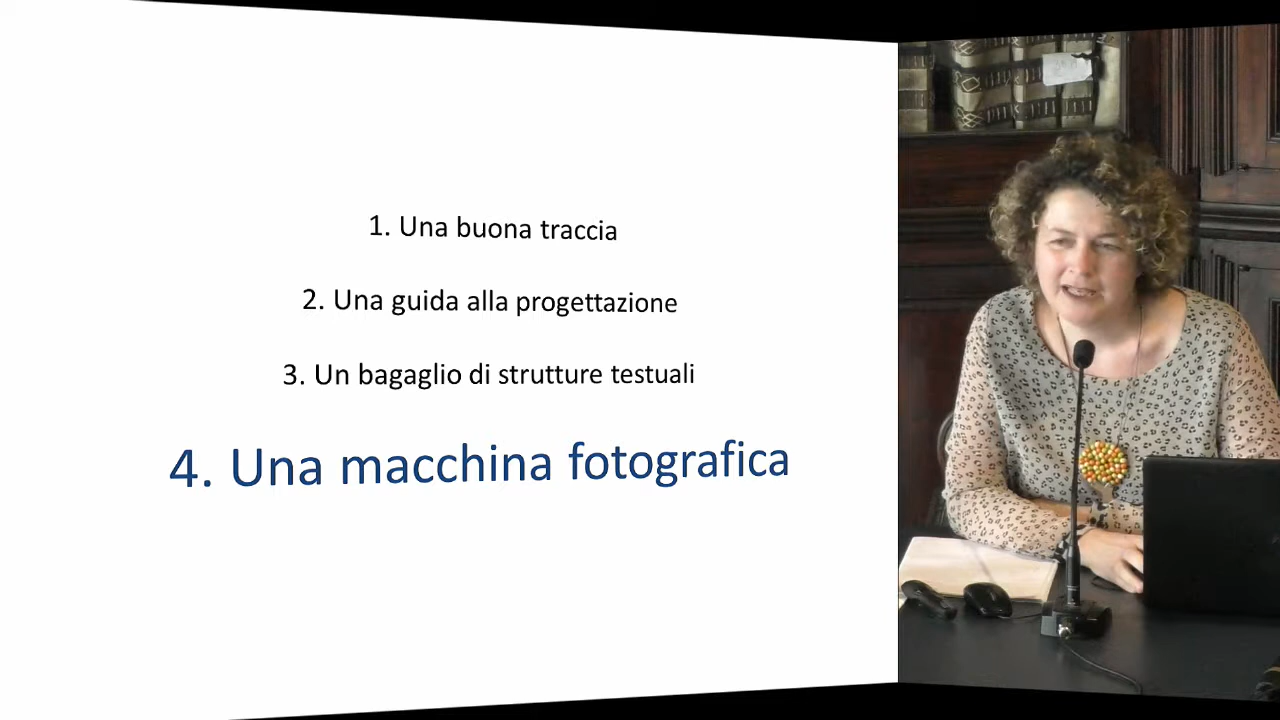 1. Una buona traccia
2. Una guida alla progettazione
3. Un bagaglio di strutture testuali
4. Una macchina fotografica